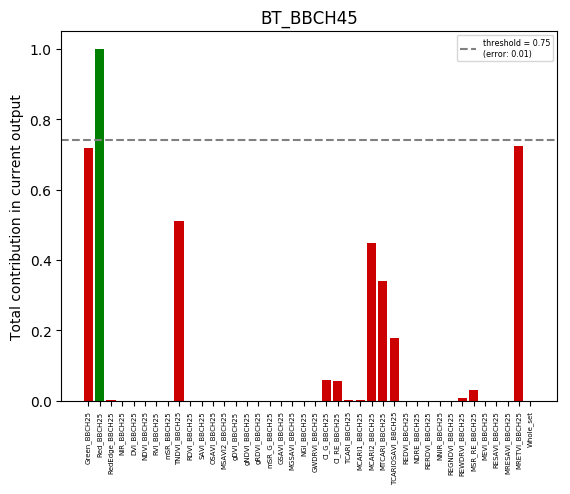 BT_BBCH45
threshold = 0.75
(error: 0.01)
Total contribution in current output
1.0
0.8
0.6
0.4
0.2
0.0
Green_BBCH25
Red_BBCH25
RedEdge_BBCH25
NIR_BBCH25
DVI_BBCH25
NDVI_BBCH25
RVI_BBCH25
mSR_BBCH25
TNDVI_BBCH25
RDVI_BBCH25
SAVI_BBCH25
OSAVI_BBCH25
MSAVI2_BBCH25
gDVI_BBCH25
gNDVI_BBCH25
gRDVI_BBCH25
mSR_G_BBCH25
GSAVI_BBCH25
MGSAVI_BBCH25
NGI_BBCH25
GWDRVI_BBCH25
CI_G_BBCH25
CI_RE_BBCH25
TCARI_BBCH25
MCARI1_BBCH25
MCARI2_BBCH25
MTCARI_BBCH25
TCARIOSAVI_BBCH25
REDVI_BBCH25
NDRE_BBCH25
RERDVI_BBCH25
NNIR_BBCH25
REGNDVI_BBCH25
REWDRVI_BBCH25
MSR_RE_BBCH25
MEVI_BBCH25
RESAVI_BBCH25
MRESAVI_BBCH25
MRETVI_BBCH25
Whole_set